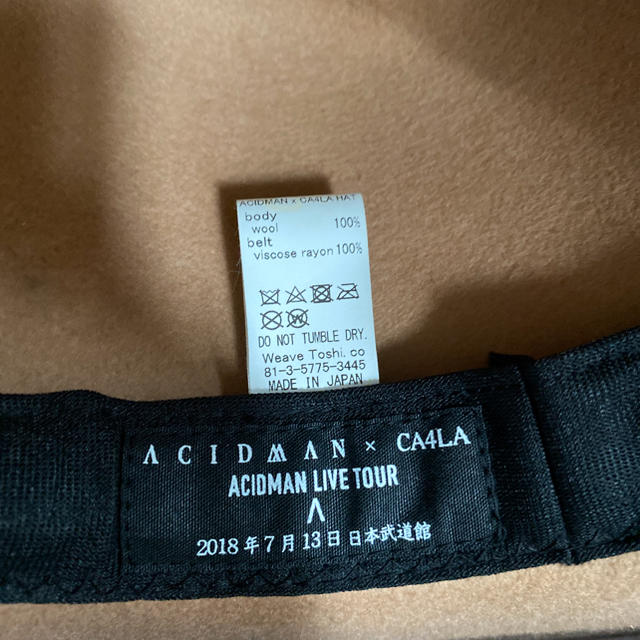 ACIDMAN x CA4LA HAT
body
wool 100%
belt
viscose rayon 100%
DO NOT TUMBLE DRY.
Weave Toshi. co
81-3-5775-3445
MADE IN JAPAN
ΛCIDMAN × CA4LA
ACIDMAN LIVE TOUR
Λ
2018年7月13日日本武道館